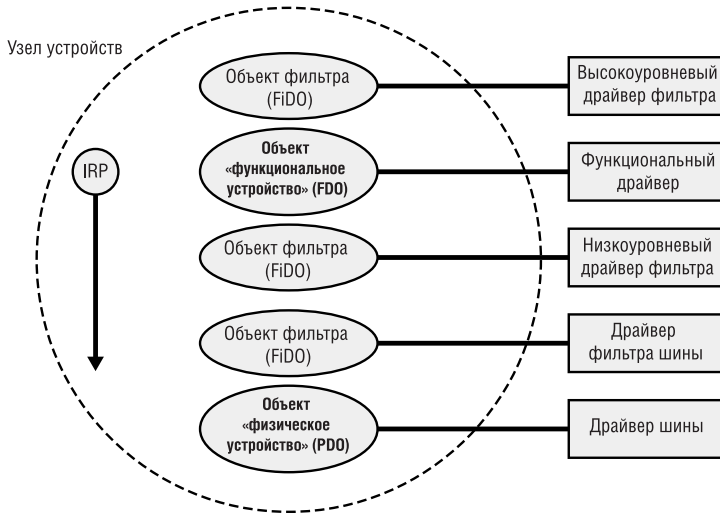 Узел устройств
Объект фильтра
(FiDO)
Высокоуровневый
драйвер фильтра
IRP
Объект
«функциональное
устройство» (FDO)
Функциональный
драйвер
Объект фильтра
(FiDO)
Низкоуровневый
драйвер фильтра
Объект фильтра
(FiDO)
Драйвер
фильтра шины
Объект
«физическое
устройство» (PDO)
Драйвер шины